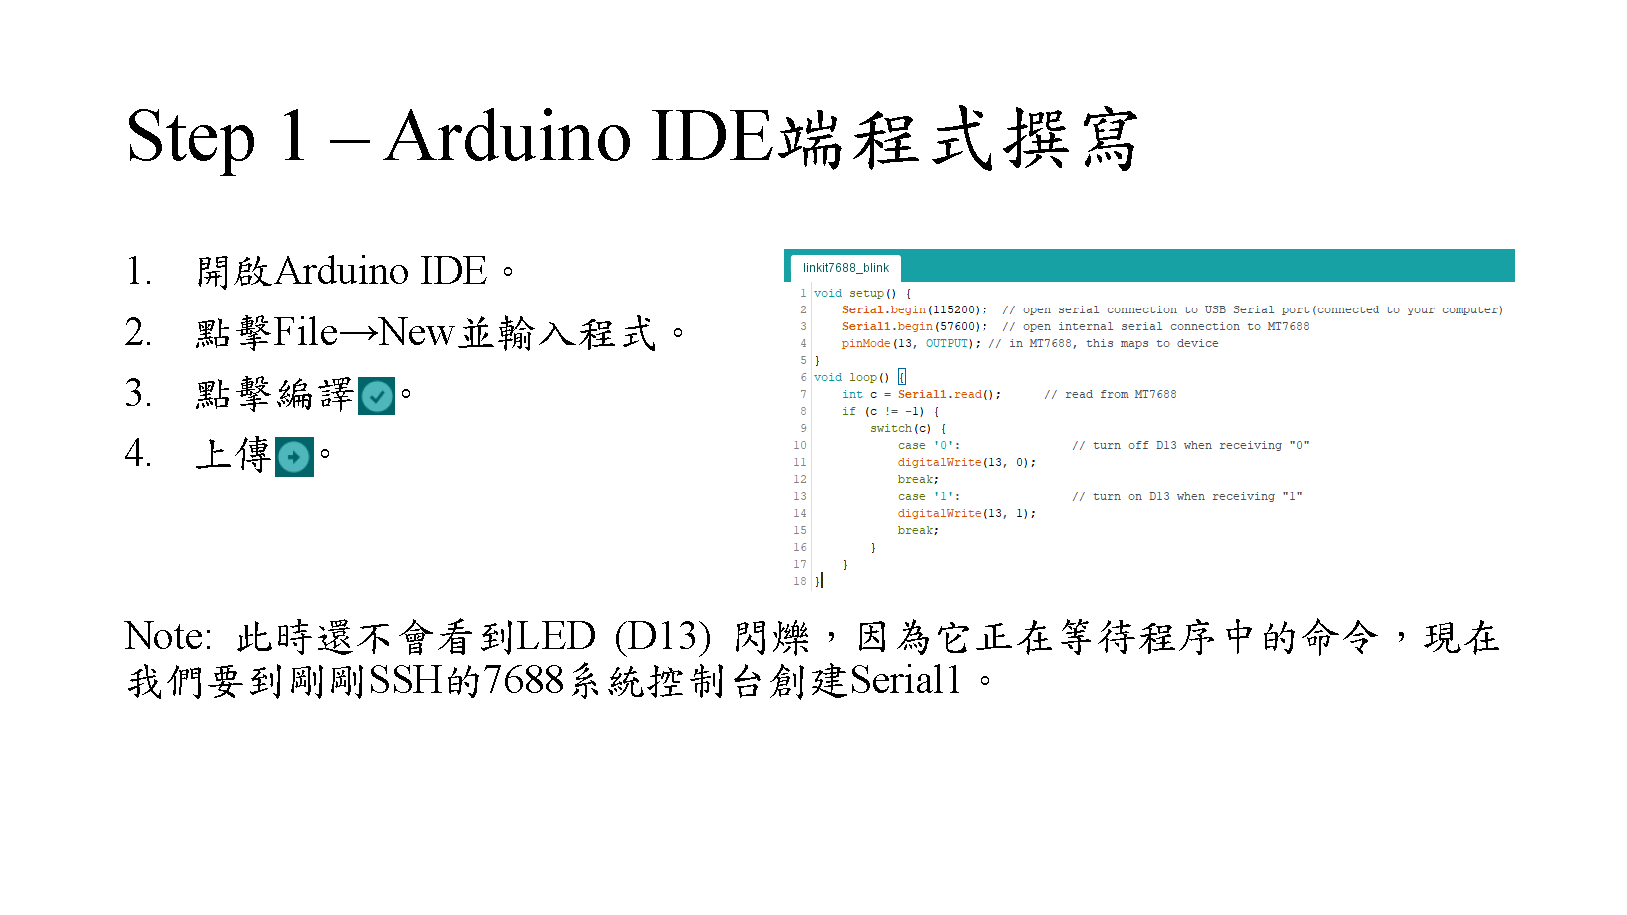 Step 1 – Arduino IDE端程式撰寫
1. 開啟Arduino IDE。
2. 點擊File→New並輸入程式。
3. 點擊編譯。
4. 上傳。
linkit7688_blink
1 void setup() {
2 Serial.begin(115200); // open serial connection to USB Serial port(connected to your computer)
3 Serial1.begin(57600); // open internal serial connection to MT7688
4 pinMode(13, OUTPUT); // in MT7688, this maps to device
5 }
6 void loop() {
7 int c = Serial1.read(); // read from MT7688
8 if (c != -1) {
9 switch(c) {
10 case '0': // turn off D13 when receiving "0"
11 digitalWrite(13, 0);
12 break;
13 case '1': // turn on D13 when receiving "1"
14 digitalWrite(13, 1);
15 break;
16 }
17 }
18 }
Note: 此時還不會看到LED (D13) 閃爍，因為它正在等待程序中的命令，現在
我們要到剛剛SSH的7688系統控制台創建Serial1。